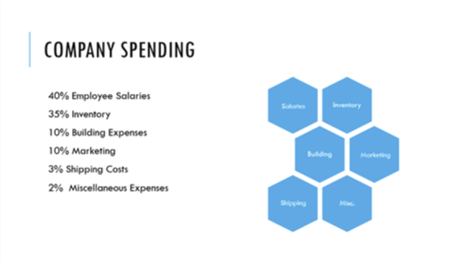 COMPANY SPENDING
40% Employee Salaries
35% Inventory
10% Building Expenses
10% Marketing
3% Shipping Costs
2% Miscellaneous Expenses
Salaries
Inventory
Building
Marketing
Shipping
Misc.